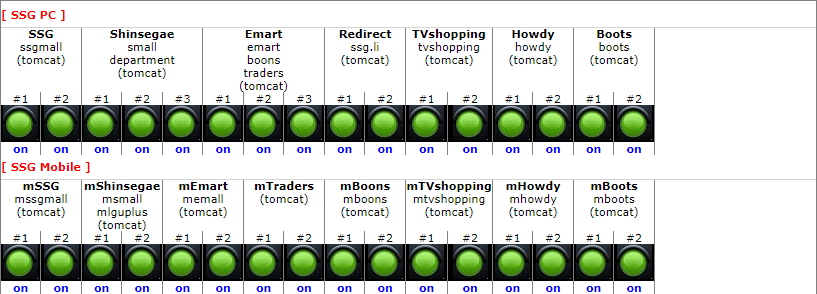 [ SSG PC ]
SSG Shinsegae Emart Redirect TVshopping Howdy Boots
ssgmall small emart ssg.li tvshopping howdy boots
(tomcat) department boons (tomcat) (tomcat) (tomcat) (tomcat)
(tomcat) traders
(tomcat)
#1 #2 #1 #2 #3 #1 #2 #3 #1 #2 #1 #2 #1 #2 #1 #2
on on on on on on on on on on on on on on on on
[ SSG Mobile ]
mSSG mShinsegae mEmart mTraders mBoons mTVshopping mHowdy mBoots
mssgmall msmall memall (tomcat) mboons mtvshopping mhowdy mboots
(tomcat) mlguplus (tomcat) (tomcat) (tomcat) (tomcat) (tomcat)
(tomcat)
#1 #2 #1 #2 #1 #2 #1 #2 #1 #2 #1 #2 #1 #2 #1 #2
on on on on on on on on on on on on on on on on